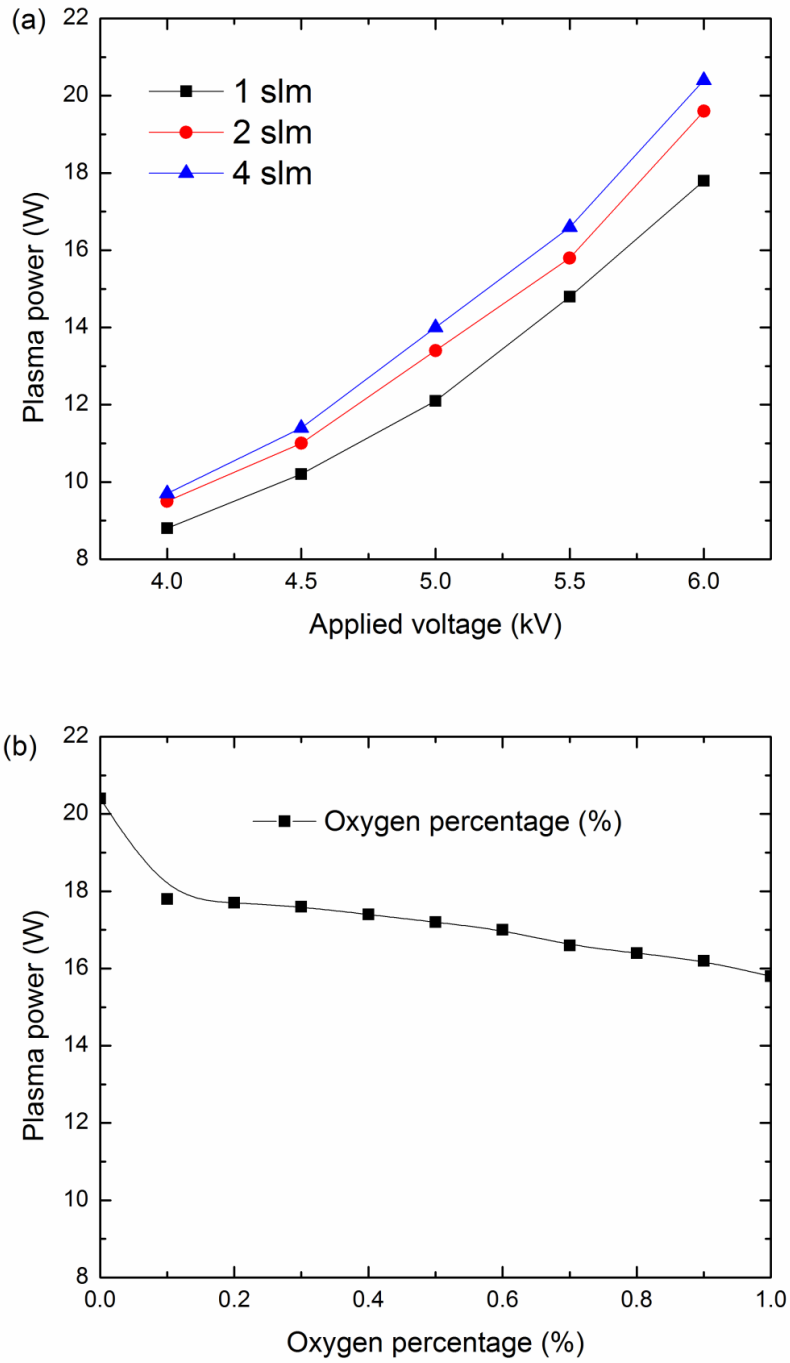 (a)
22
20
18
16
14
12
10
8
Plasma power (W)
1 slm
2 slm
4 slm
4.0 4.5 5.0 5.5 6.0
Applied voltage (kV)
(b)
22
20
18
16
14
12
10
8
Plasma power (W)
Oxygen percentage (%)
0.0 0.2 0.4 0.6 0.8 1.0
Oxygen percentage (%)